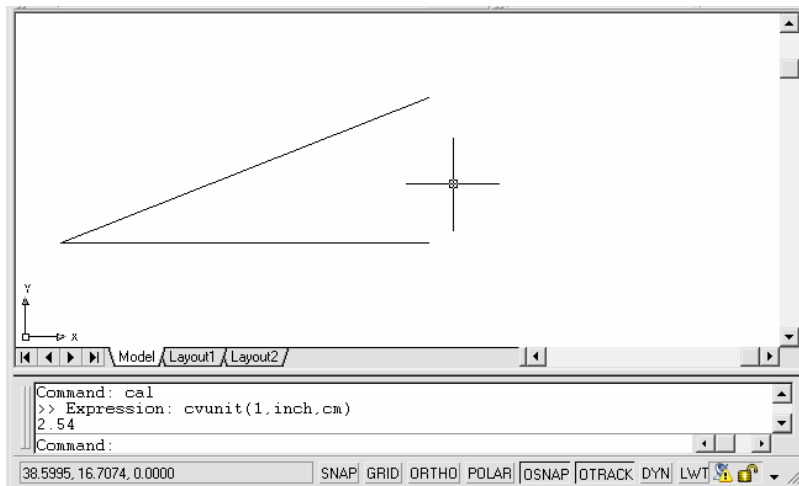 Y
X
Model Layout1 Layout2
Command: cal
>> Expression: cvunit(1,inch,cm)
2.54
Command:
38.5995, 16.7074, 0.0000 SNAP GRID ORTHO POLAR OSNAP OTRACK DYN LWT